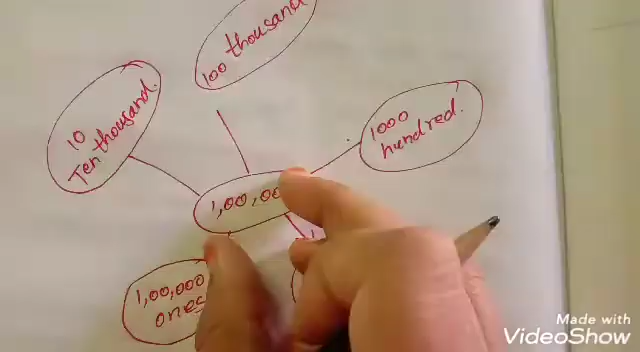 100 thousand
10
Ten thousand.
1000
hundred.
1,00,00
1,00,000
ones
Made with
VideoShow